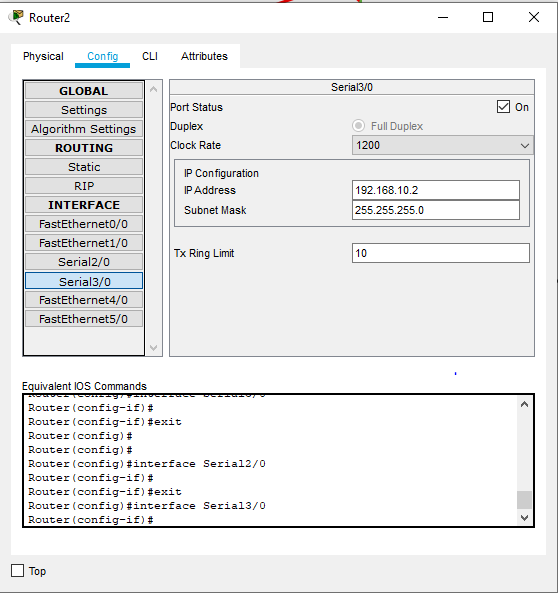 Router2
Physical Config CLI Attributes
GLOBAL
Settings
Algorithm Settings
ROUTING
Static
RIP
INTERFACE
FastEthernet0/0
FastEthernet1/0
Serial2/0
Serial3/0
FastEthernet4/0
FastEthernet5/0
Serial3/0
Port Status On
Duplex Full Duplex
Clock Rate 1200
IP Configuration
IP Address 192.168.10.2
Subnet Mask 255.255.255.0
Tx Ring Limit 10
Equivalent IOS Commands
Router(config)#interface Serial3/0
Router(config-if)#
Router(config-if)#exit
Router(config)#
Router(config)#
Router(config)#interface Serial2/0
Router(config-if)#
Router(config-if)#exit
Router(config)#interface Serial3/0
Router(config-if)#
Top